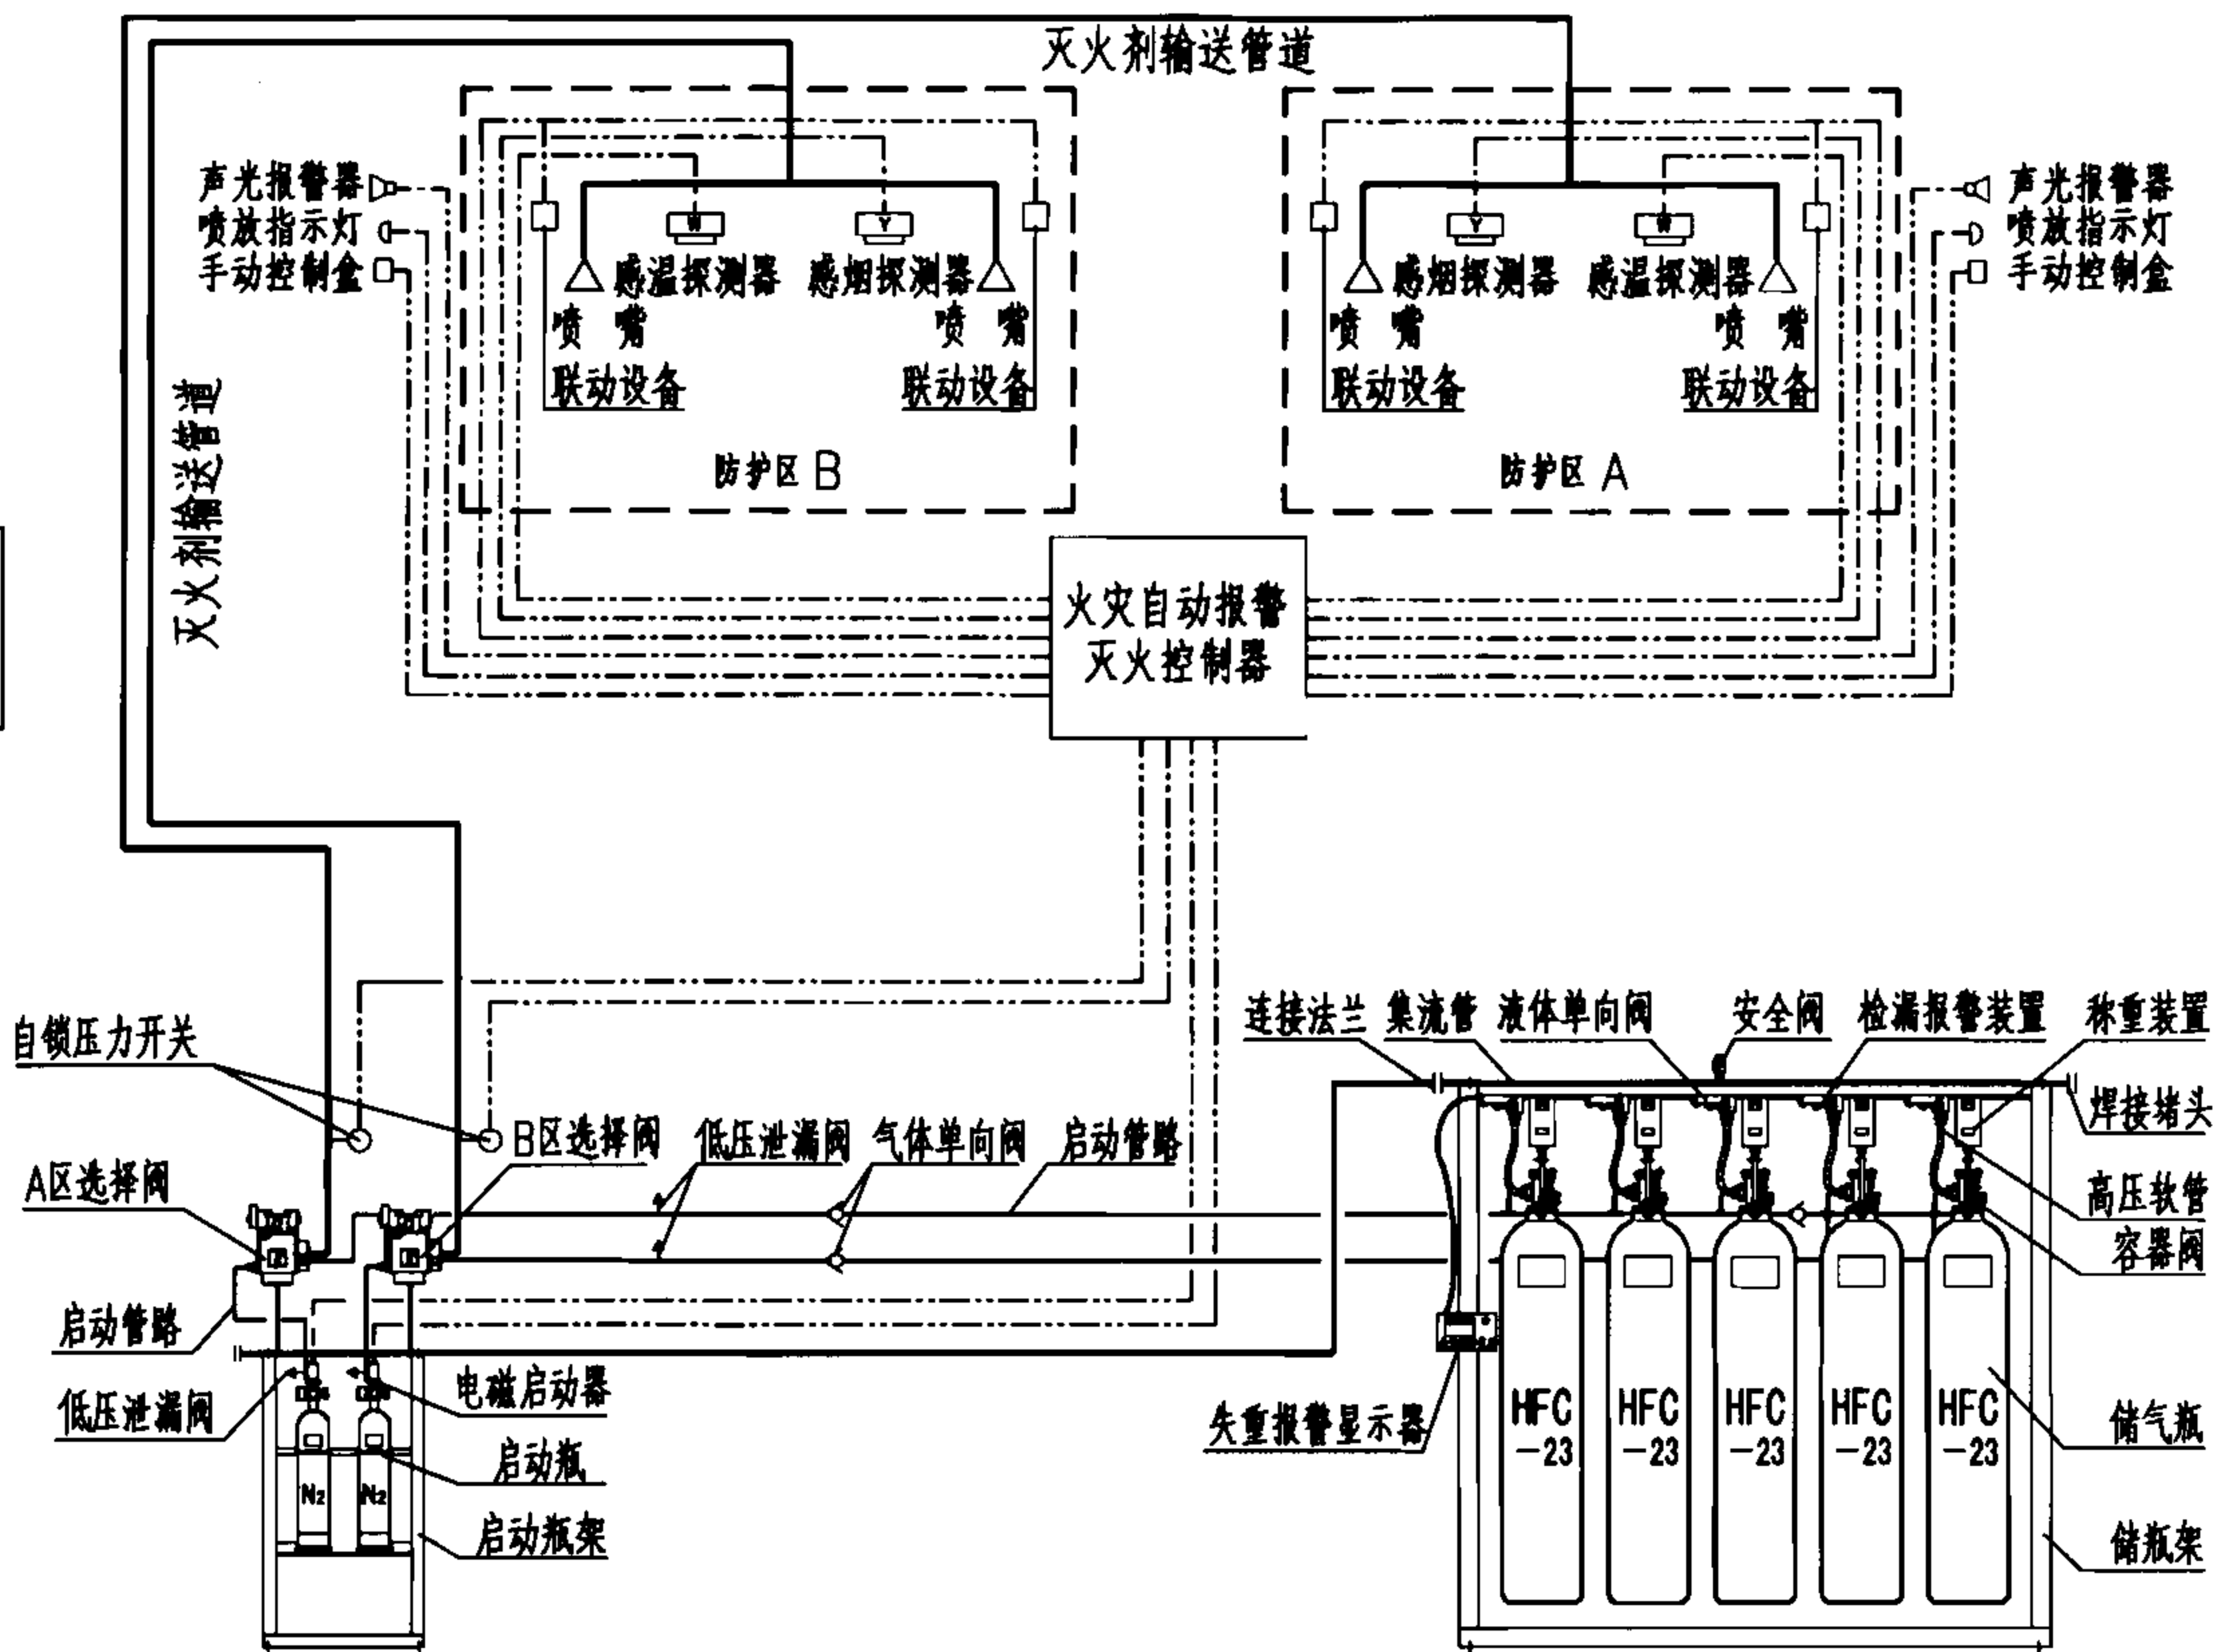 灭火剂输送管道
声光报警器
喷放指示灯
手动控制盒
W
Y
感温探测器
感烟探测器
喷 嘴
喷 嘴
联动设备
联动设备
防护区 B
Y
W
感烟探测器
感温探测器
喷 嘴
喷 嘴
联动设备
联动设备
防护区 A
声光报警器
喷放指示灯
手动控制盒
灭火剂输送管道
火灾自动报警
灭火控制器
自锁压力开关
A区选择阀
B区选择阀
低压泄漏阀
气体单向阀
启动管路
连接法兰
集流管
液体单向阀
安全阀
检漏报警装置
称重装置
焊接堵头
高压软管
容器阀
启动管路
低压泄漏阀
电磁启动器
启动瓶
启动瓶架
N2
N2
失重报警显示器
HFC
-23
HFC
-23
HFC
-23
HFC
-23
HFC
-23
储气瓶
储瓶架